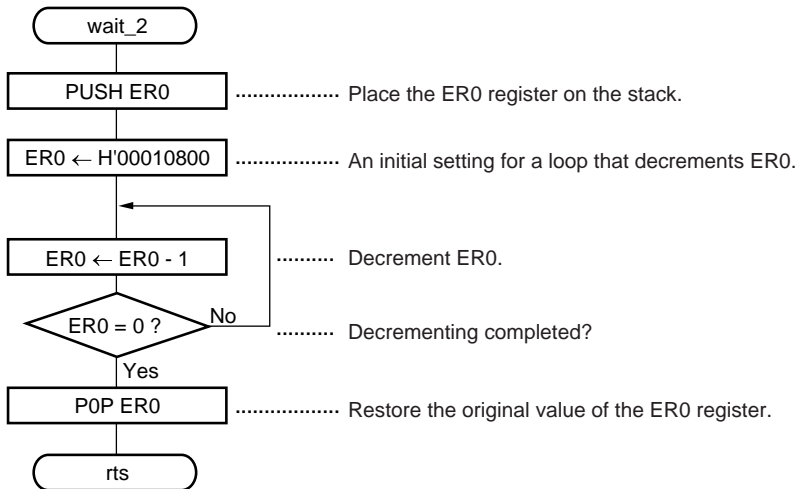 wait_2
PUSH ER0 .................. Place the ER0 register on the stack.
ER0 ← H'00010800 .................. An initial setting for a loop that decrements ER0.
ER0 ← ER0 - 1 .......... Decrement ER0.
ER0 = 0 ? No .......... Decrementing completed?
Yes
P0P ER0 .................. Restore the original value of the ER0 register.
rts